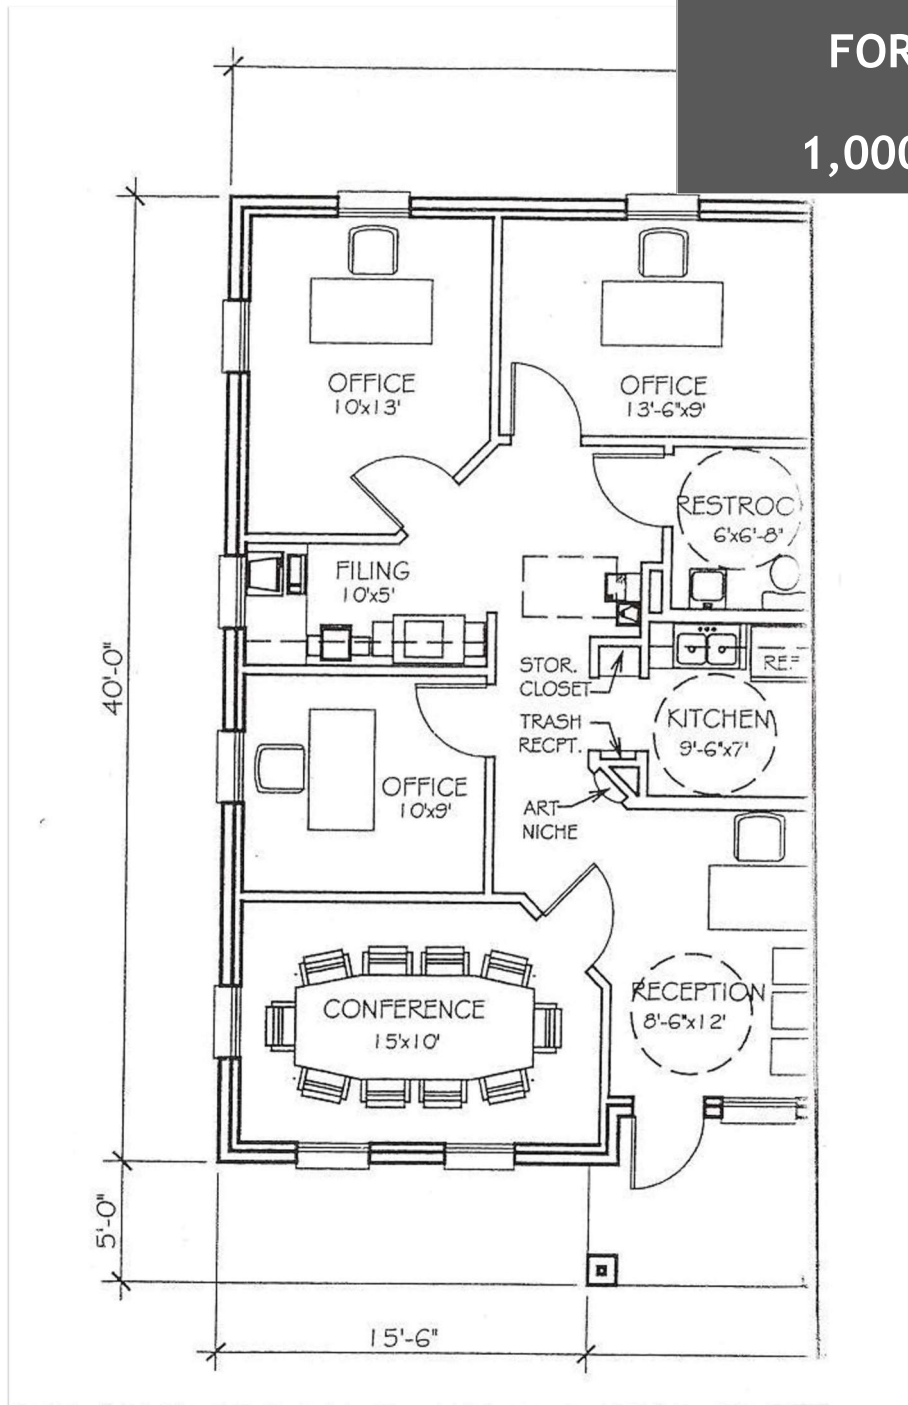 FOR
1,000
OFFICE
10'x13'
OFFICE
13'-6"x9'
RESTROO
6'x6'-8"
FILING
10'x5'
STOR.
CLOSET
REF
TRASH
RECPT.
KITCHEN
9'-6"x7'
OFFICE
10'x9'
ART
NICHE
40'-0"
CONFERENCE
15'x10'
RECEPTION
8'-6"x12'
5'-0"
15'-6"